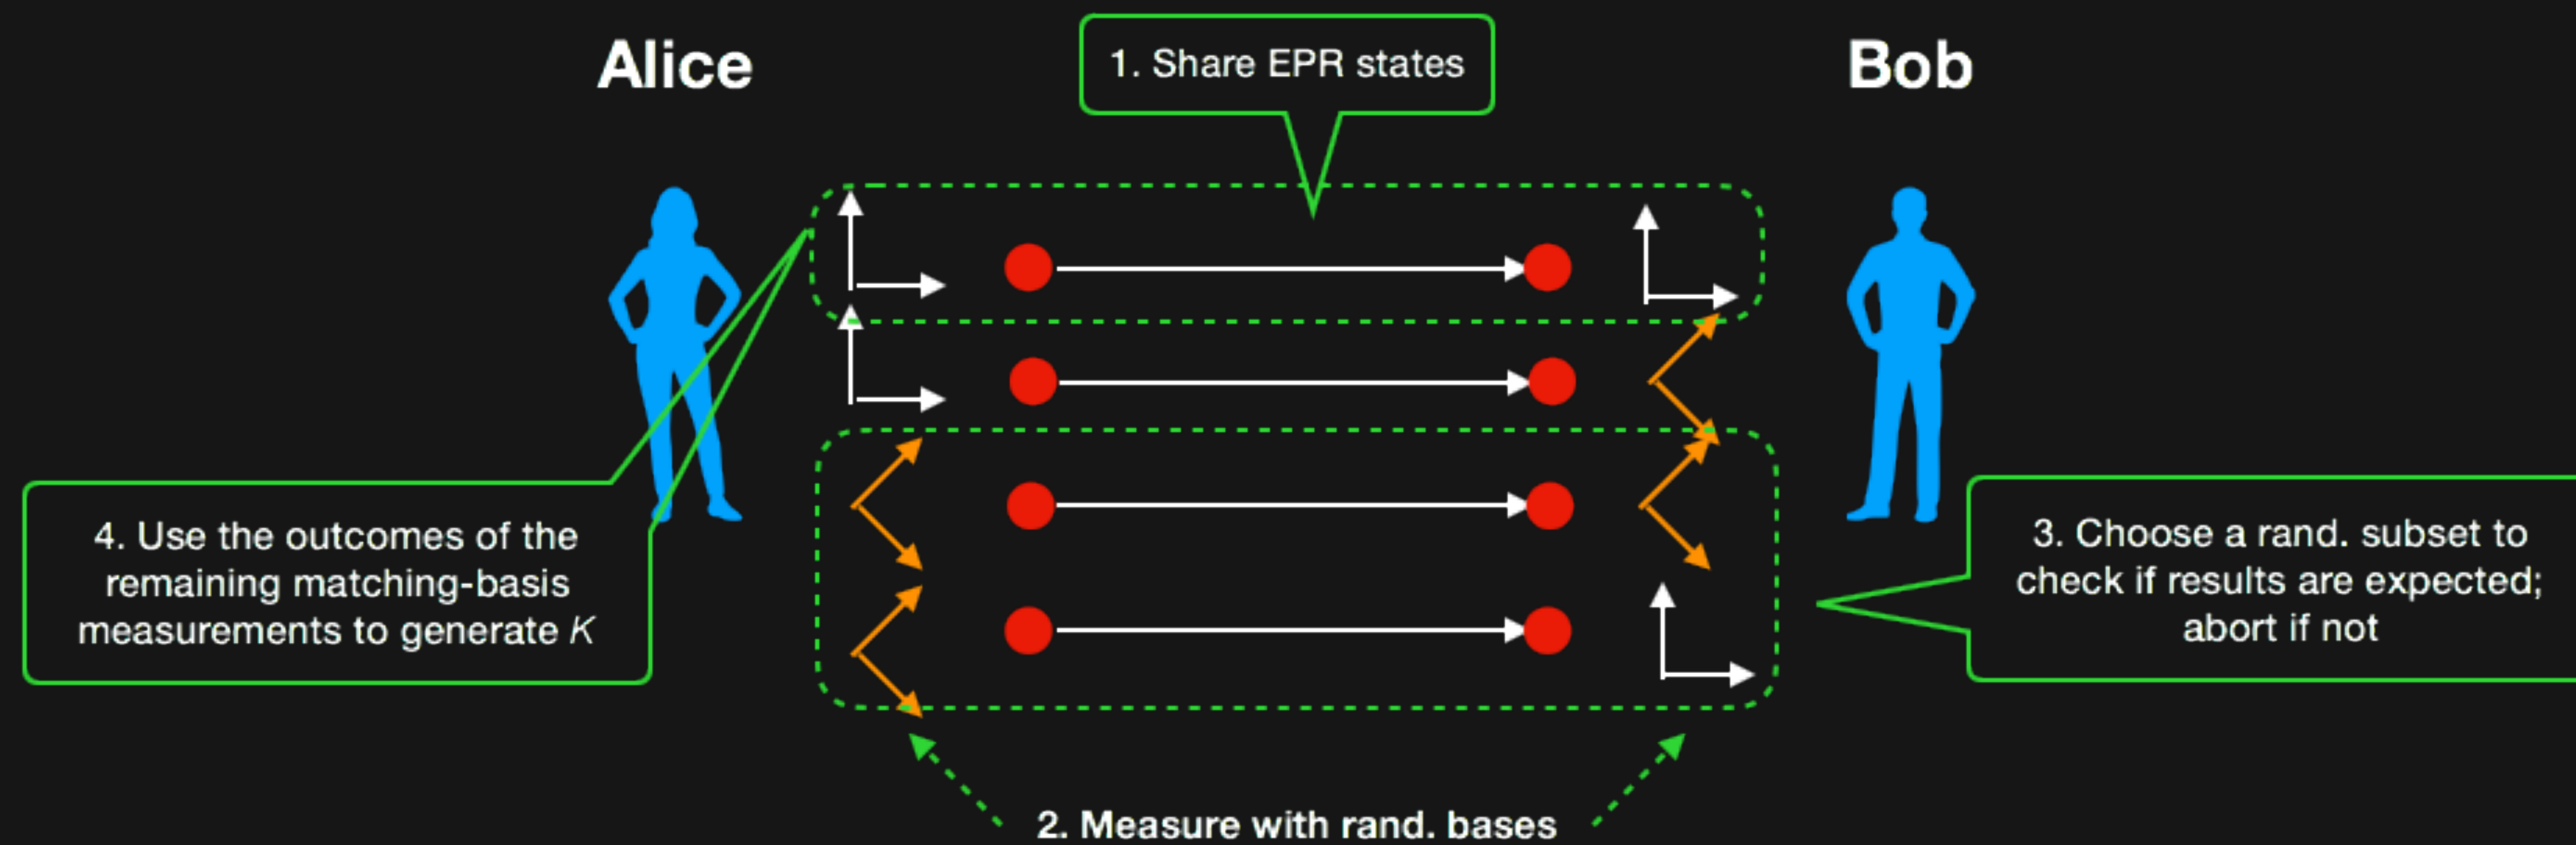 Alice
1. Share EPR states
Bob
4. Use the outcomes of the
remaining matching-basis
measurements to generate K
3. Choose a rand. subset to
check if results are expected;
abort if not
2. Measure with rand. bases